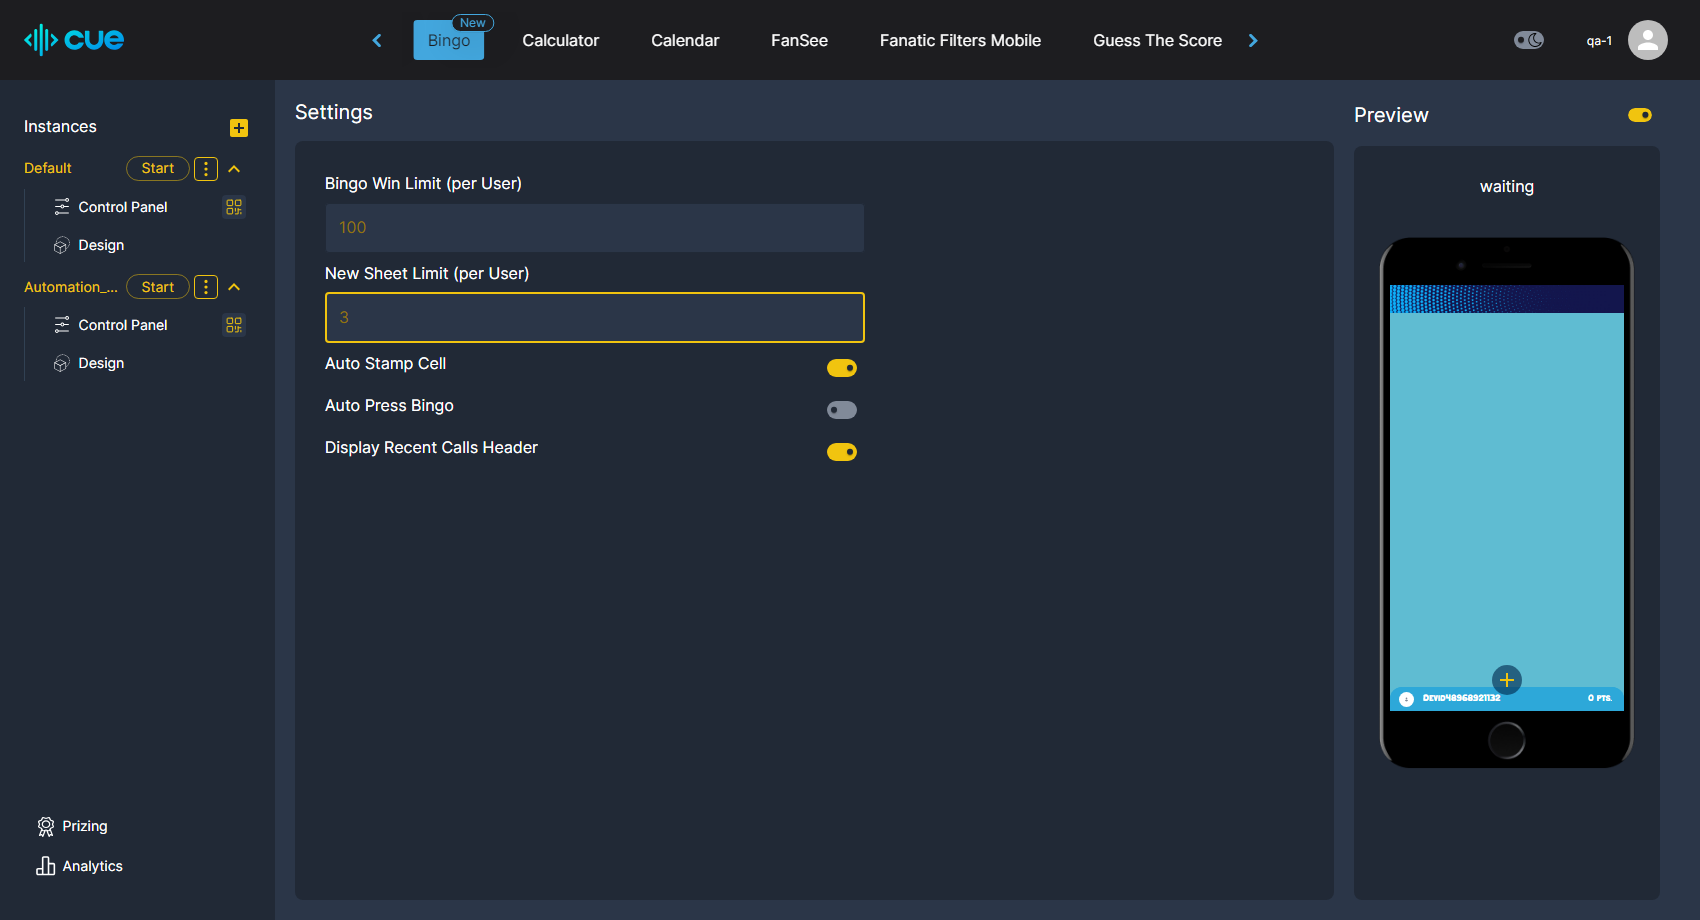 cue
New
Bingo
Calculator
Calendar
FanSee
Fanatic Filters Mobile
Guess The Score
qa-1
Instances
Default
Start
Control Panel
Design
Automation_...
Start
Control Panel
Design
Prizing
Analytics
Settings
Bingo Win Limit (per User)
100
New Sheet Limit (per User)
3
Auto Stamp Cell
Auto Press Bingo
Display Recent Calls Header
Preview
waiting
1 DEVID48968921132 0 PTS.